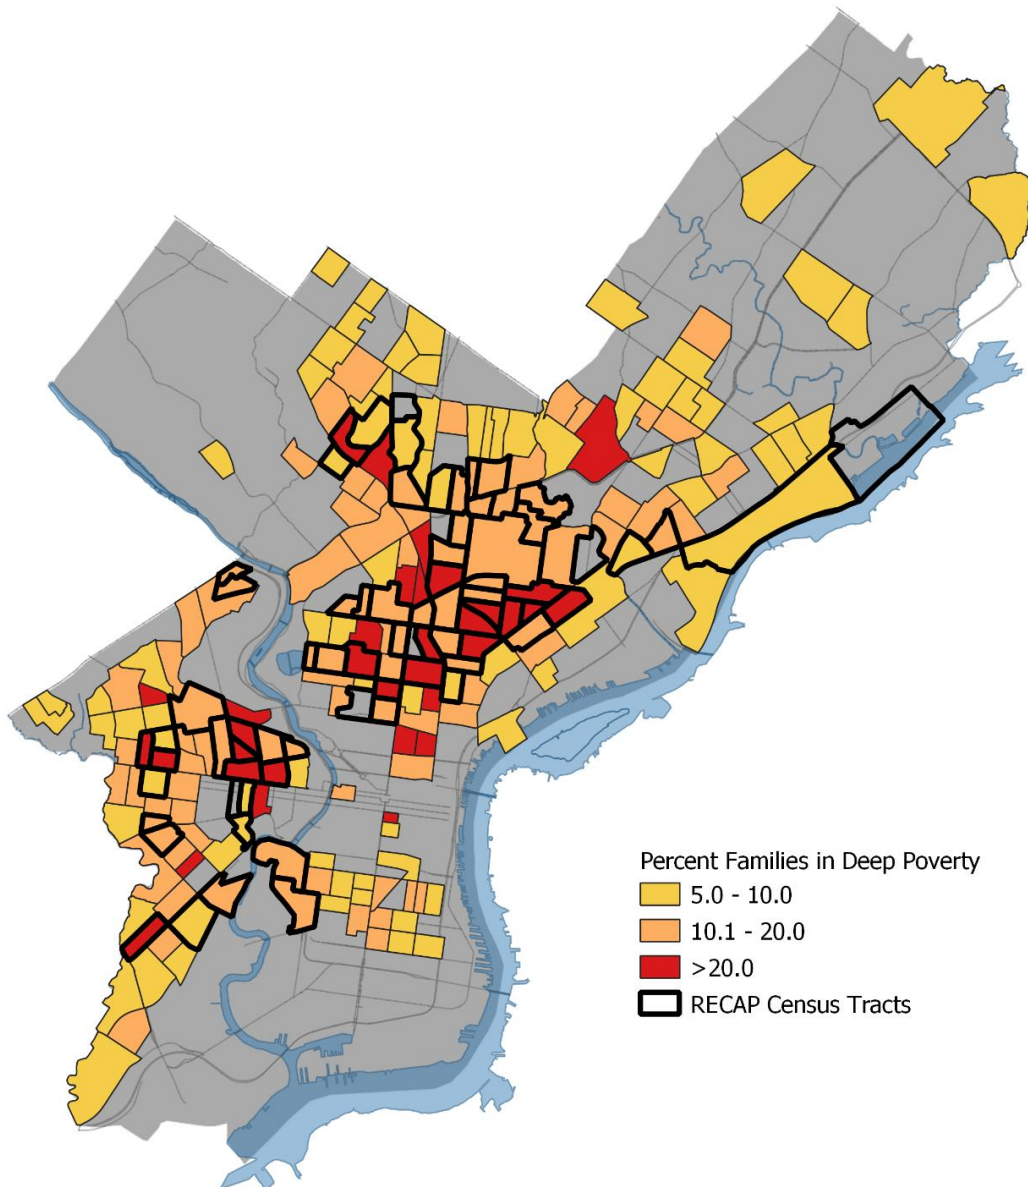 Percent Families in Deep Poverty
5.0 - 10.0
10.1 - 20.0
>20.0
RECAP Census Tracts